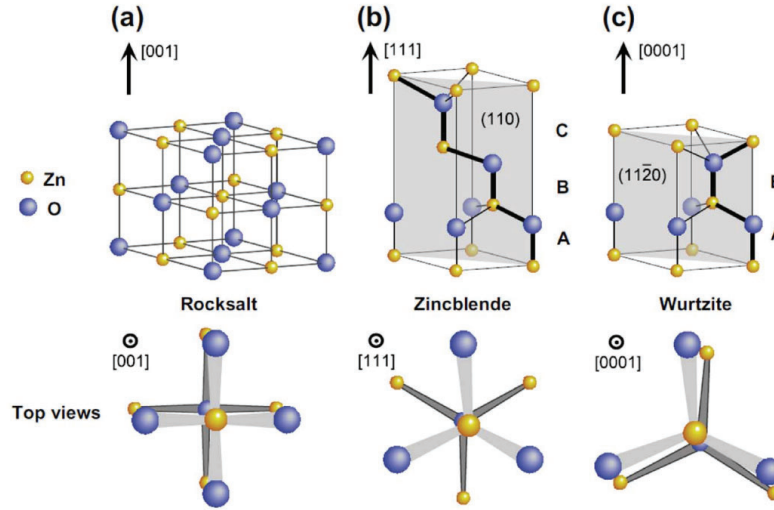 (a) (b) (c)
[001] [111] [0001]
(110)
C
Zn
O
(112̄0)
B
A
Rocksalt Zincblende Wurtzite
[001] [111] [0001]
Top views